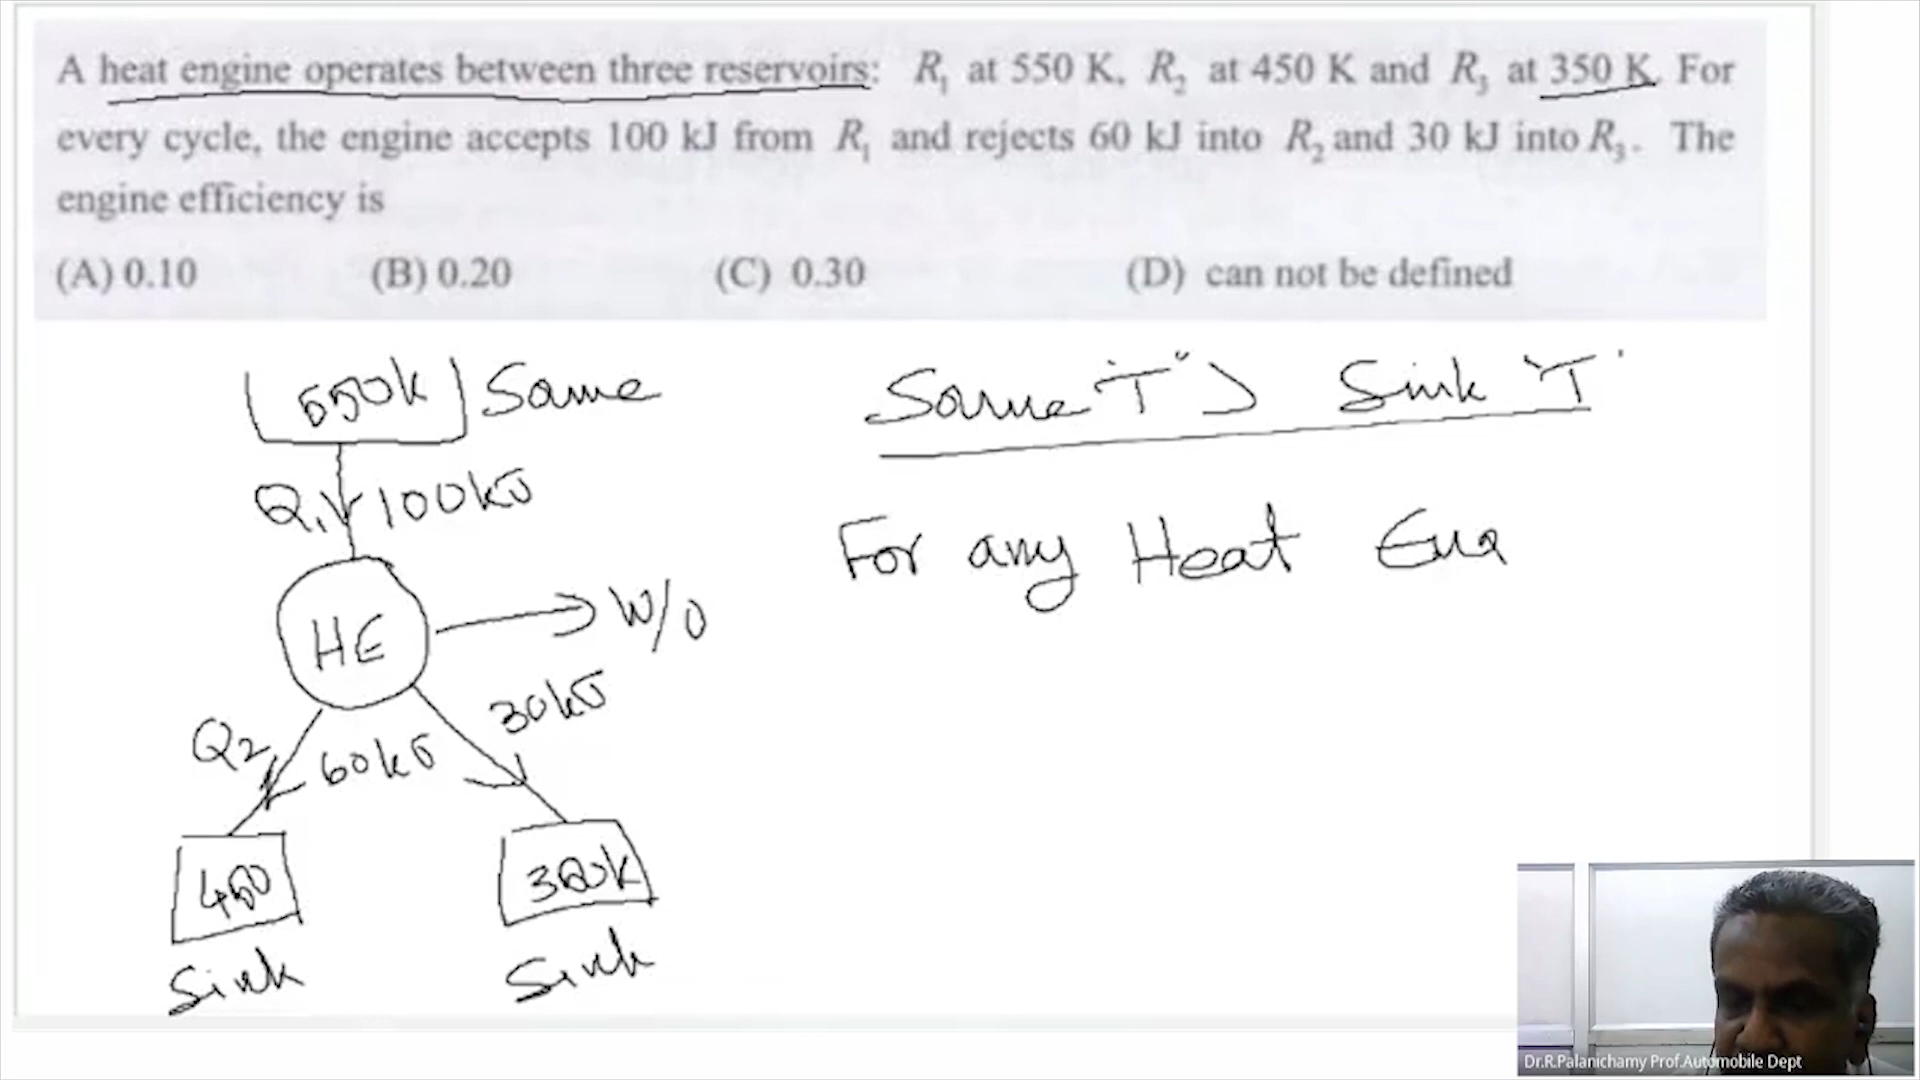 A heat engine operates between three reservoirs: R₁ at 550 K, R₂ at 450 K and R₃ at 350 K. For
every cycle, the engine accepts 100 kJ from R₁ and rejects 60 kJ into R₂ and 30 kJ into R₃. The
engine efficiency is
(A) 0.10 (B) 0.20 (C) 0.30 (D) can not be defined
550K Same
Same "T" > Sink 'T'
Q₁ 100kJ
For any Heat Eng
HE
W/O
30kJ
Q2
60kJ
450
350K
Sink
Sink
Dr.R.Palanichamy Prof.Automobile Dept